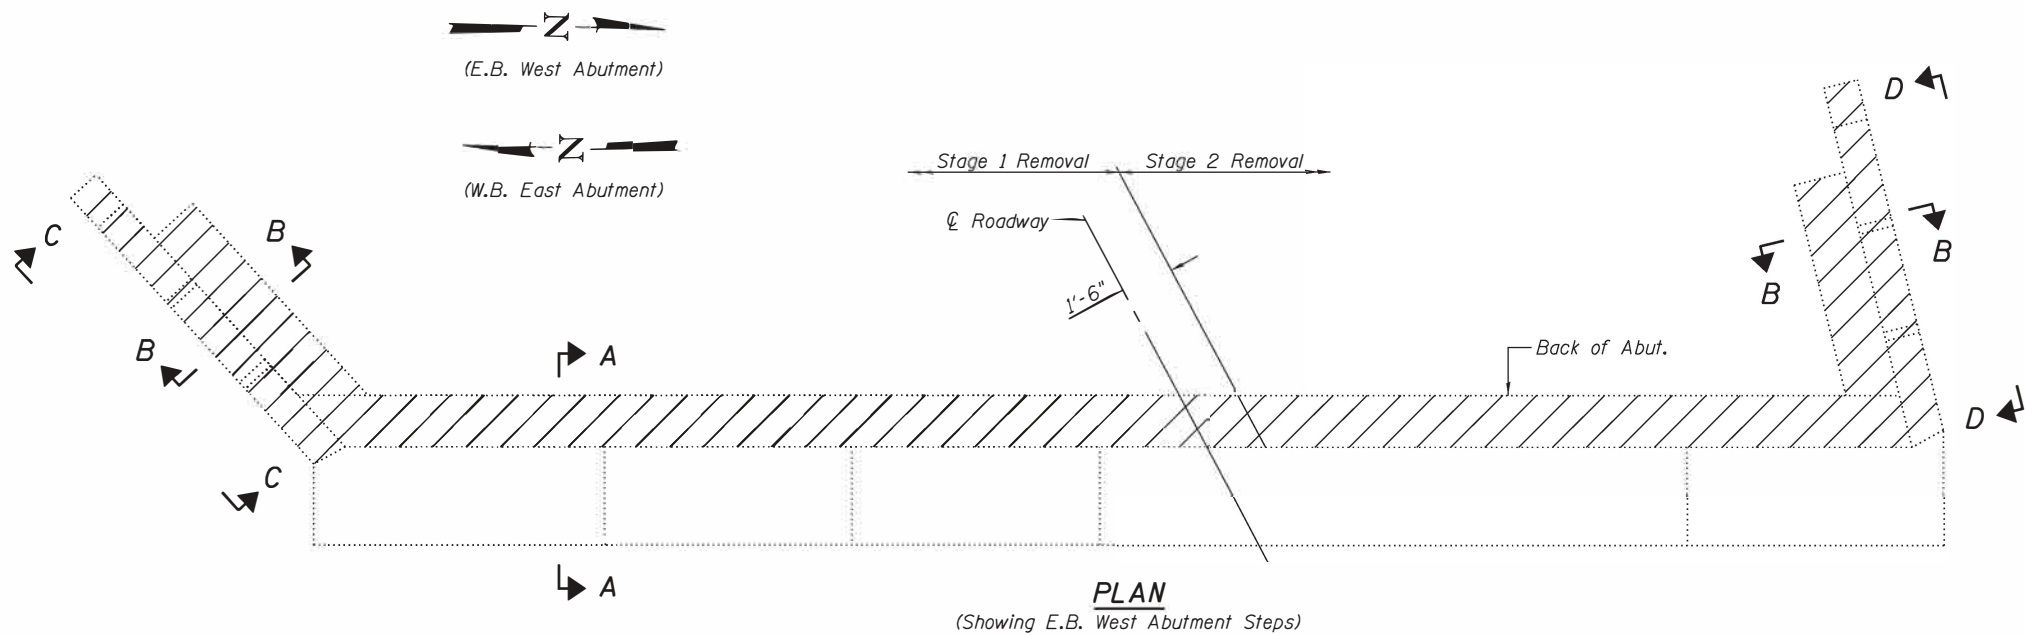 N
(E.B. West Abutment)
N
(W.B. East Abutment)
Stage 1 Removal
Stage 2 Removal
℄ Roadway
1'-6"
Back of Abut.
C
B
B
C
A
A
D
B
B
D
PLAN
(Showing E.B. West Abutment Steps)